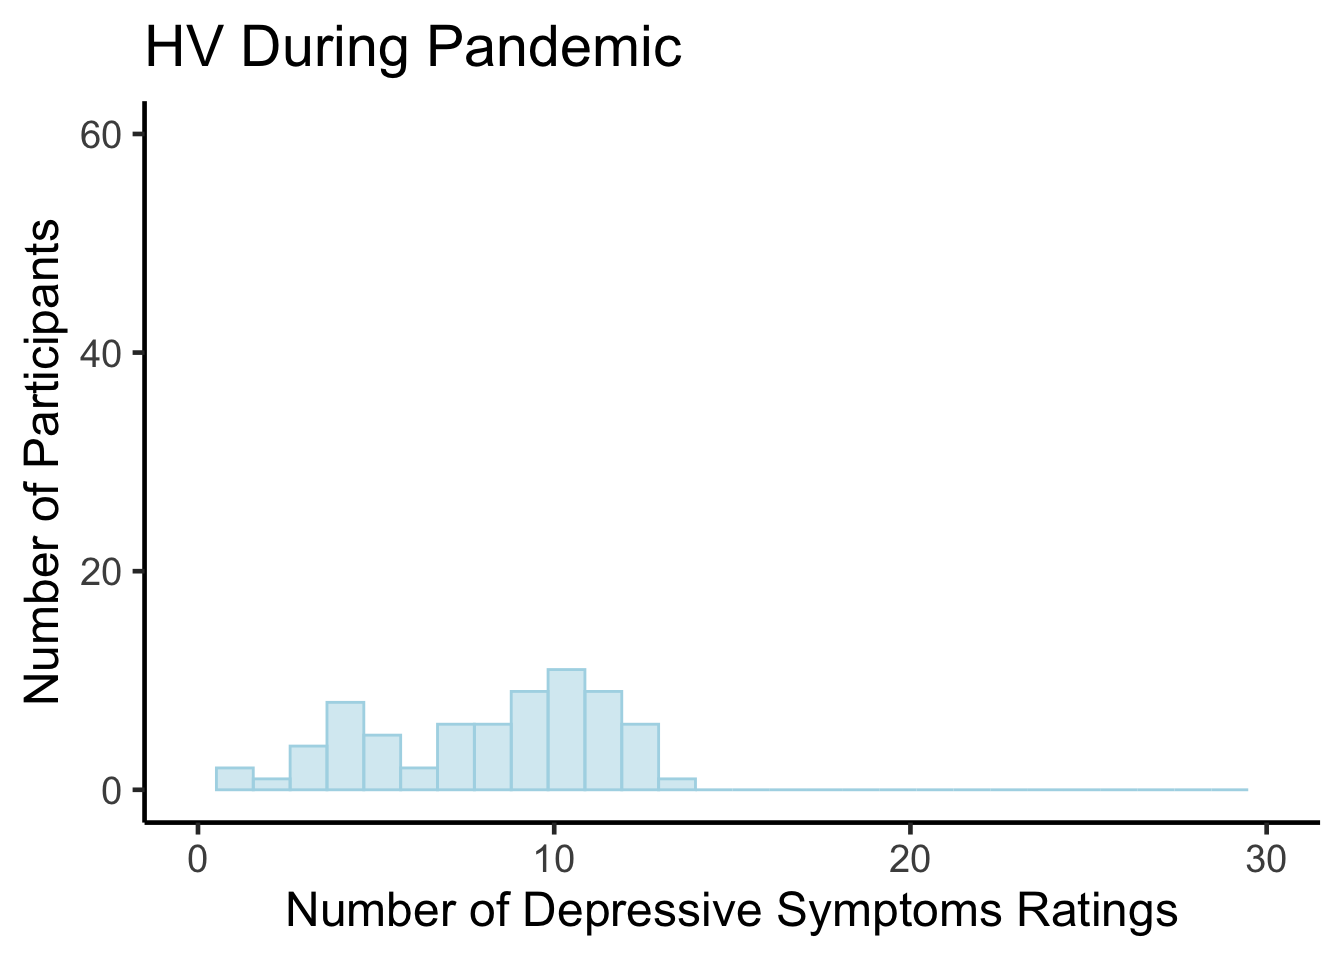 HV During Pandemic
Number of Participants
60
40
20
0
0 10 20 30
Number of Depressive Symptoms Ratings